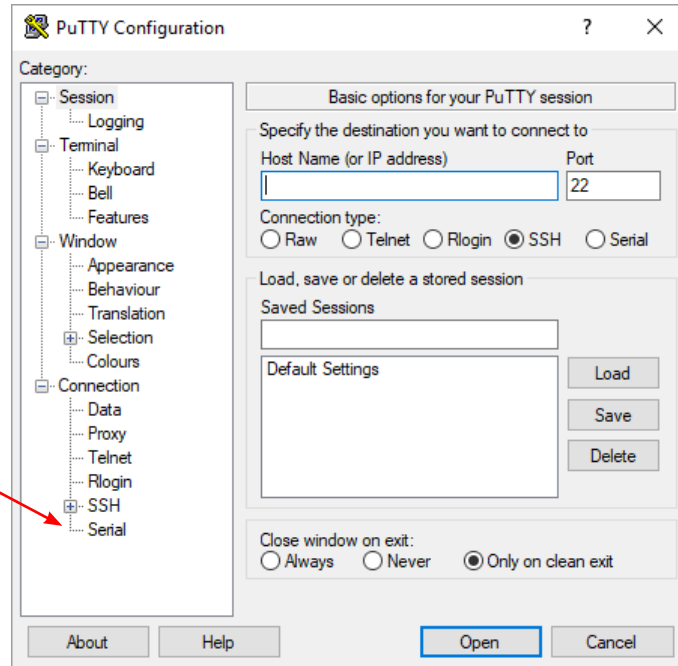 PuTTY Configuration
?
Category:
Session
Logging
Terminal
Keyboard
Bell
Features
Window
Appearance
Behaviour
Translation
Selection
Colours
Connection
Data
Proxy
Telnet
Rlogin
SSH
Serial
Basic options for your PuTTY session
Specify the destination you want to connect to
Host Name (or IP address) Port
22
Connection type:
Raw Telnet Rlogin SSH Serial
Load, save or delete a stored session
Saved Sessions
Default Settings
Load
Save
Delete
Close window on exit:
Always Never Only on clean exit
About Help Open Cancel